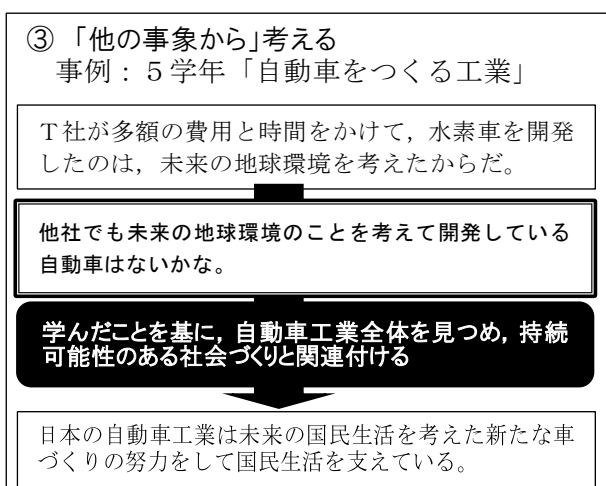 ③ 「他の事象から」考える
事例：５学年「自動車をつくる工業」
Ｔ社が多額の費用と時間をかけて，水素車を開発
したのは，未来の地球環境を考えたからだ。
他社でも未来の地球環境のことを考えて開発している
自動車はないかな。
学んだことを基に，自動車工業全体を見つめ，持続
可能性のある社会づくりと関連付ける
日本の自動車工業は未来の国民生活を考えた新たな車
づくりの努力をして国民生活を支えている。